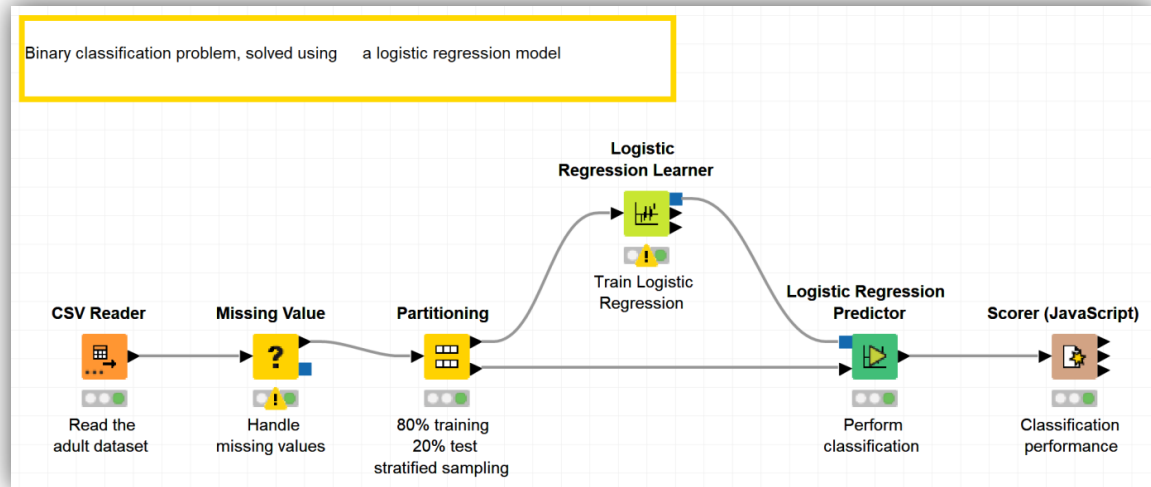 Binary classification problem, solved using a logistic regression model
Logistic
Regression Learner
Train Logistic
Regression
CSV Reader
Read the
adult dataset
Missing Value
?
Handle
missing values
Partitioning
80% training
20% test
stratified sampling
Logistic Regression
Predictor
Perform
classification
Scorer (JavaScript)
Classification
performance